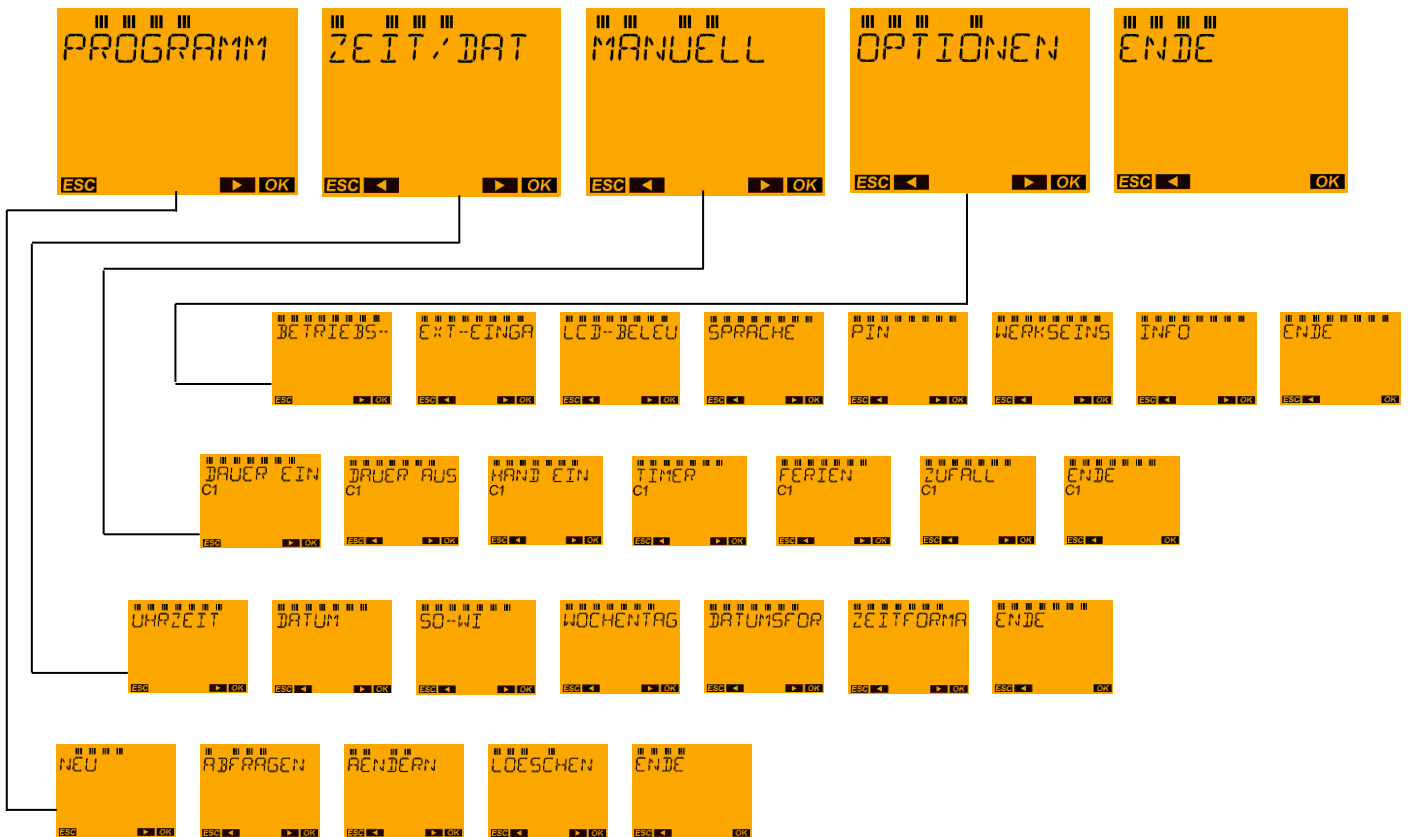 PROGRAMM
ESC ► OK
ZEIT/DAT
ESC ◄ ► OK
MANUELL
ESC ◄ ► OK
OPTIONEN
ESC ◄ ► OK
ENDE
ESC ◄ OK
BETRIEBS-
ESC ► OK
EXT-EINGA
ESC ◄ ► OK
LCD-BELEU
ESC ◄ ► OK
SPRACHE
ESC ◄ ► OK
PIN
ESC ◄ ► OK
WERKSEINS
ESC ◄ ► OK
INFO
ESC ◄ ► OK
ENDE
ESC ◄ OK
DAUER EIN
C1
ESC ► OK
DAUER AUS
C1
ESC ◄ ► OK
HAND EIN
C1
ESC ◄ ► OK
TIMER
C1
ESC ◄ ► OK
FERIEN
C1
ESC ◄ ► OK
ZUFALL
C1
ESC ◄ ► OK
ENDE
C1
ESC ◄ OK
UHRZEIT
ESC ► OK
DATUM
ESC ◄ ► OK
SO-WI
ESC ◄ ► OK
WOCHENTAG
ESC ◄ ► OK
DATUMSFOR
ESC ◄ ► OK
ZEITFORMA
ESC ◄ ► OK
ENDE
ESC ◄ OK
NEU
ESC ► OK
ABFRAGEN
ESC ◄ ► OK
AENDERN
ESC ◄ ► OK
LOESCHEN
ESC ◄ ► OK
ENDE
ESC ◄ OK